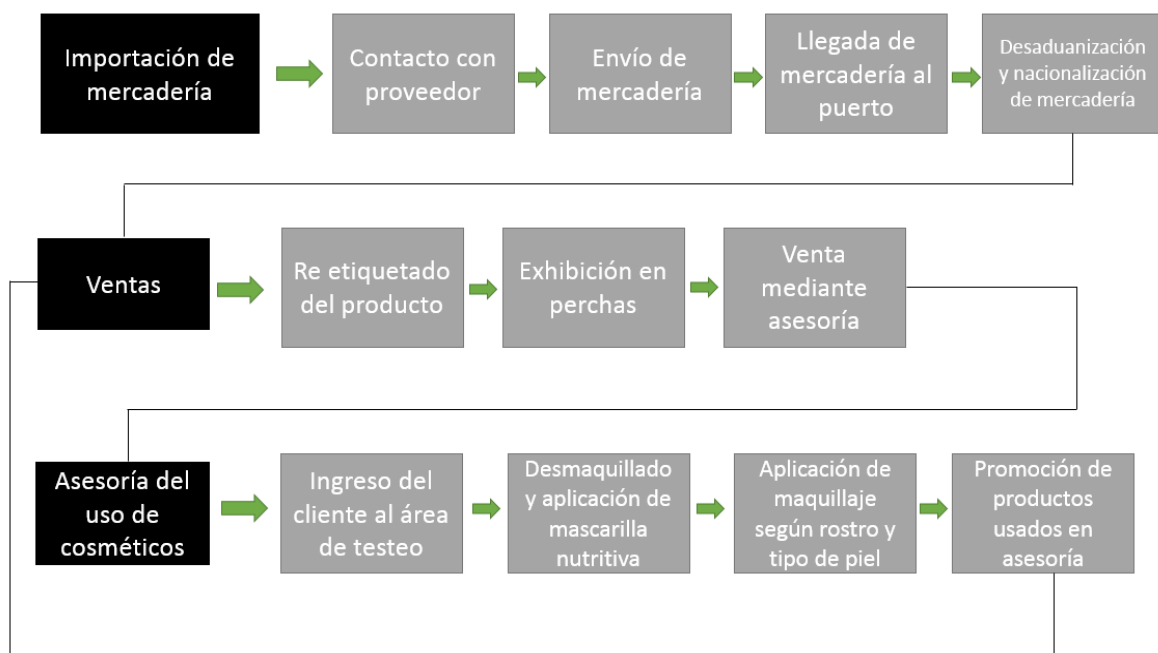 Importación de
mercadería
Contacto con
proveedor
Envío de
mercadería
Llegada de
mercadería al
puerto
Desaduanización
y nacionalización
de mercadería
Ventas
Re etiquetado
del producto
Exhibición en
perchas
Venta
mediante
asesoría
Asesoría del
uso de
cosméticos
Ingreso del
cliente al área
de testeo
Desmaquillado
y aplicación de
mascarilla
nutritiva
Aplicación de
maquillaje
según rostro y
tipo de piel
Promoción de
productos
usados en
asesoría